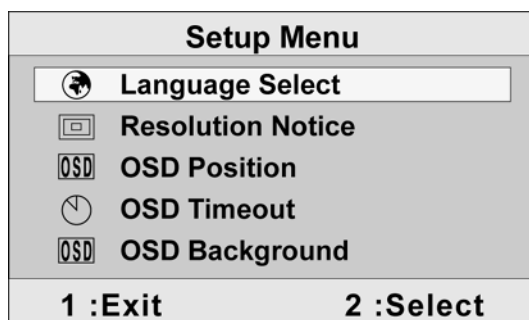 Setup Menu
Language Select
Resolution Notice
OSD OSD Position
OSD Timeout
OSD OSD Background
1 :Exit 2 :Select